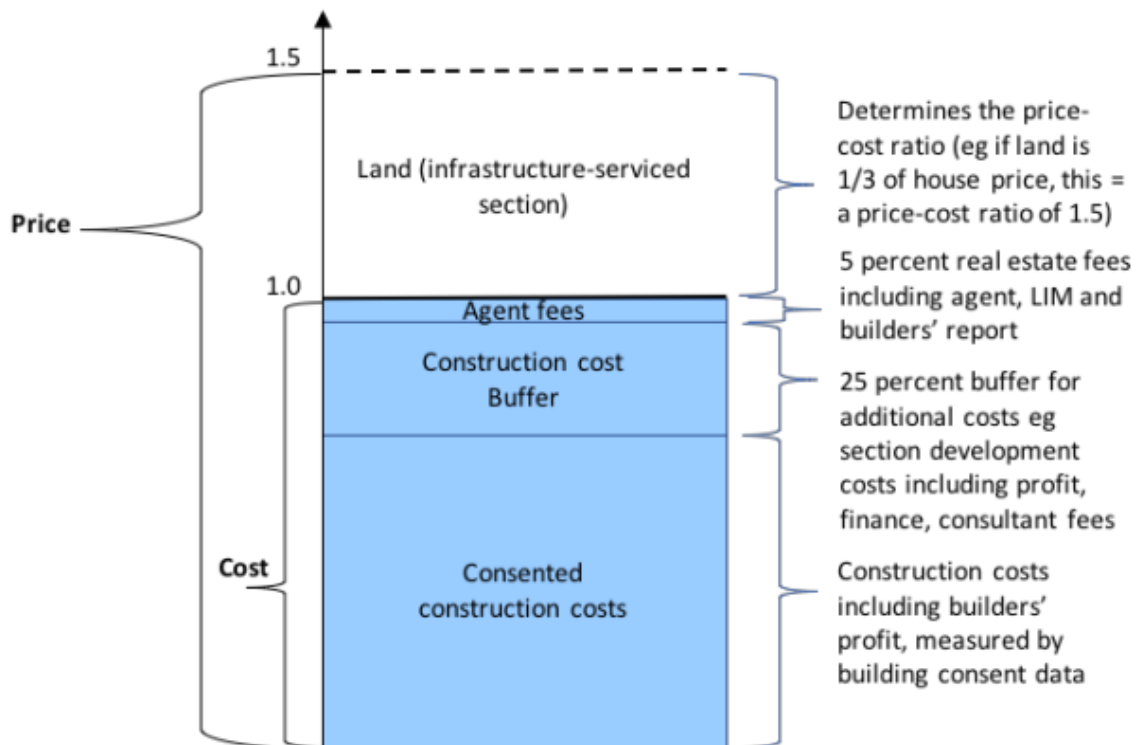 1.5
Land (infrastructure-serviced
section)
Price
1.0
Agent fees
Construction cost
Buffer
Cost
Consented
construction costs
Determines the price-
cost ratio (eg if land is
1/3 of house price, this =
a price-cost ratio of 1.5)
5 percent real estate fees
including agent, LIM and
builders’ report
25 percent buffer for
additional costs eg
section development
costs including profit,
finance, consultant fees
Construction costs
including builders’
profit, measured by
building consent data